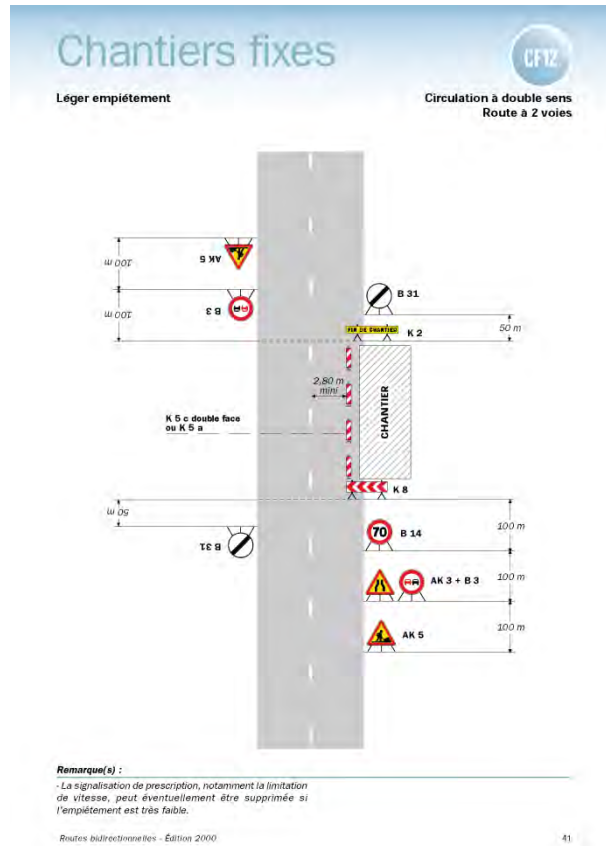 Chantiers fixes
CF12
Léger empiétement
Circulation à double sens
Route à 2 voies
AK 5
100 m
B 3
100 m
B 31
50 m
FIN DE CHANTIER
K 2
2,80 m
mini
CHANTIER
K 5 c double face
ou K 5 a
K 8
50 m
B 31
100 m
70
B 14
100 m
AK 3 + B 3
100 m
AK 5
Remarque(s) :
- La signalisation de prescription, notamment la limitation
de vitesse, peut éventuellement être supprimée si
l'empiétement est très faible.
Routes bidirectionnelles - Édition 2000
41